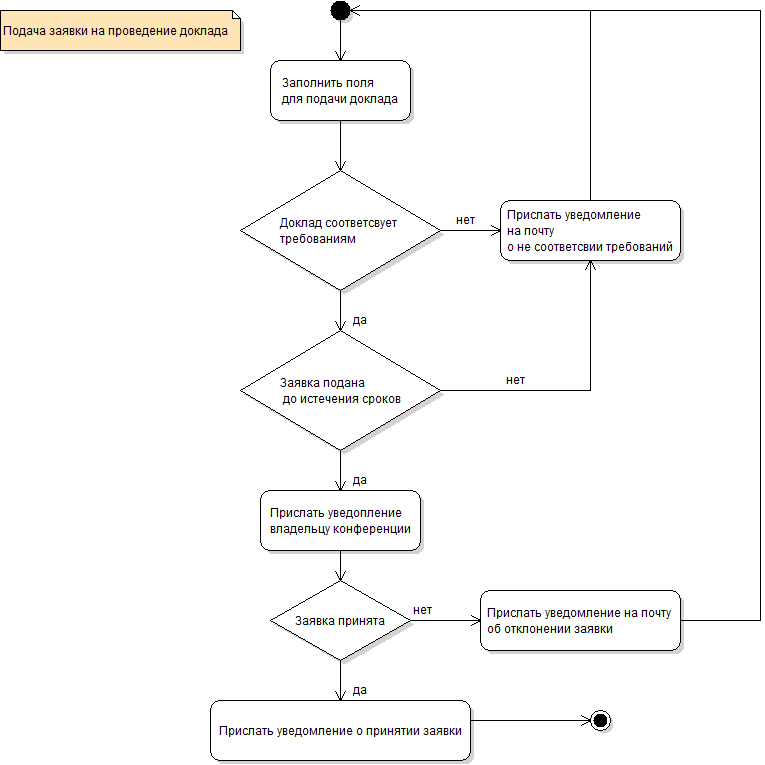 Подача заявки на проведение доклада
Заполнить поля
для подачи доклада
Доклад соответсвует
требованиям
нет
Прислать уведомление
на почту
о не соответсвии требований
да
Заявка подана
до истечения сроков
нет
да
Прислать уведопление
владельцу конференции
Заявка принята
нет
Прислать уведомление на почту
об отклонении заявки
да
Прислать уведомление о принятии заявки